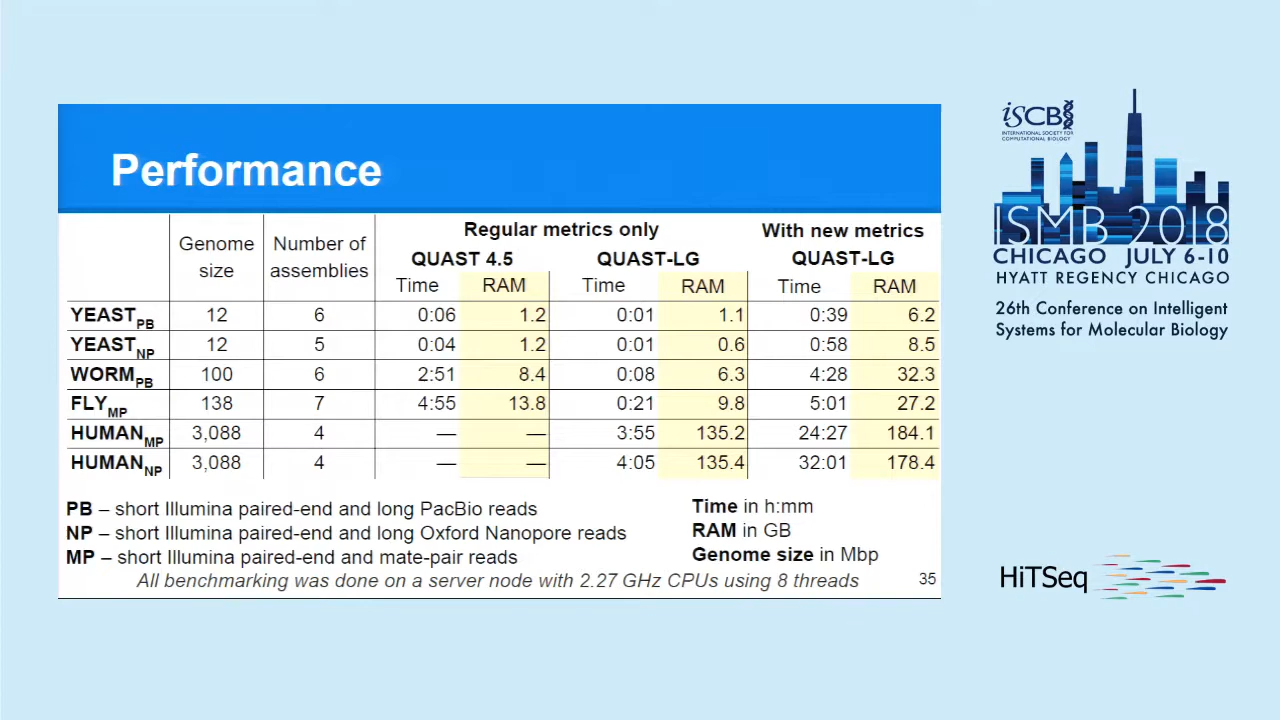 Performance
Regular metrics only With new metrics
Genome size Number of assemblies QUAST 4.5 QUAST-LG QUAST-LG
Time RAM Time RAM Time RAM
YEASTPB 12 6 0:06 1.2 0:01 1.1 0:39 6.2
YEASTNP 12 5 0:04 1.2 0:01 0.6 0:58 8.5
WORMPB 100 6 2:51 8.4 0:08 6.3 4:28 32.3
FLYMP 138 7 4:55 13.8 0:21 9.8 5:01 27.2
HUMANMP 3,088 4 — — 3:55 135.2 24:27 184.1
HUMANNP 3,088 4 — — 4:05 135.4 32:01 178.4
PB – short Illumina paired-end and long PacBio reads
NP – short Illumina paired-end and long Oxford Nanopore reads
MP – short Illumina paired-end and mate-pair reads
Time in h:mm
RAM in GB
Genome size in Mbp
All benchmarking was done on a server node with 2.27 GHz CPUs using 8 threads
35
iSCB
INTERNATIONAL SOCIETY FOR
COMPUTATIONAL BIOLOGY
ISMB 2018
CHICAGO JULY 6-10
HYATT REGENCY CHICAGO
26th Conference on Intelligent
Systems for Molecular Biology
HiTSeq